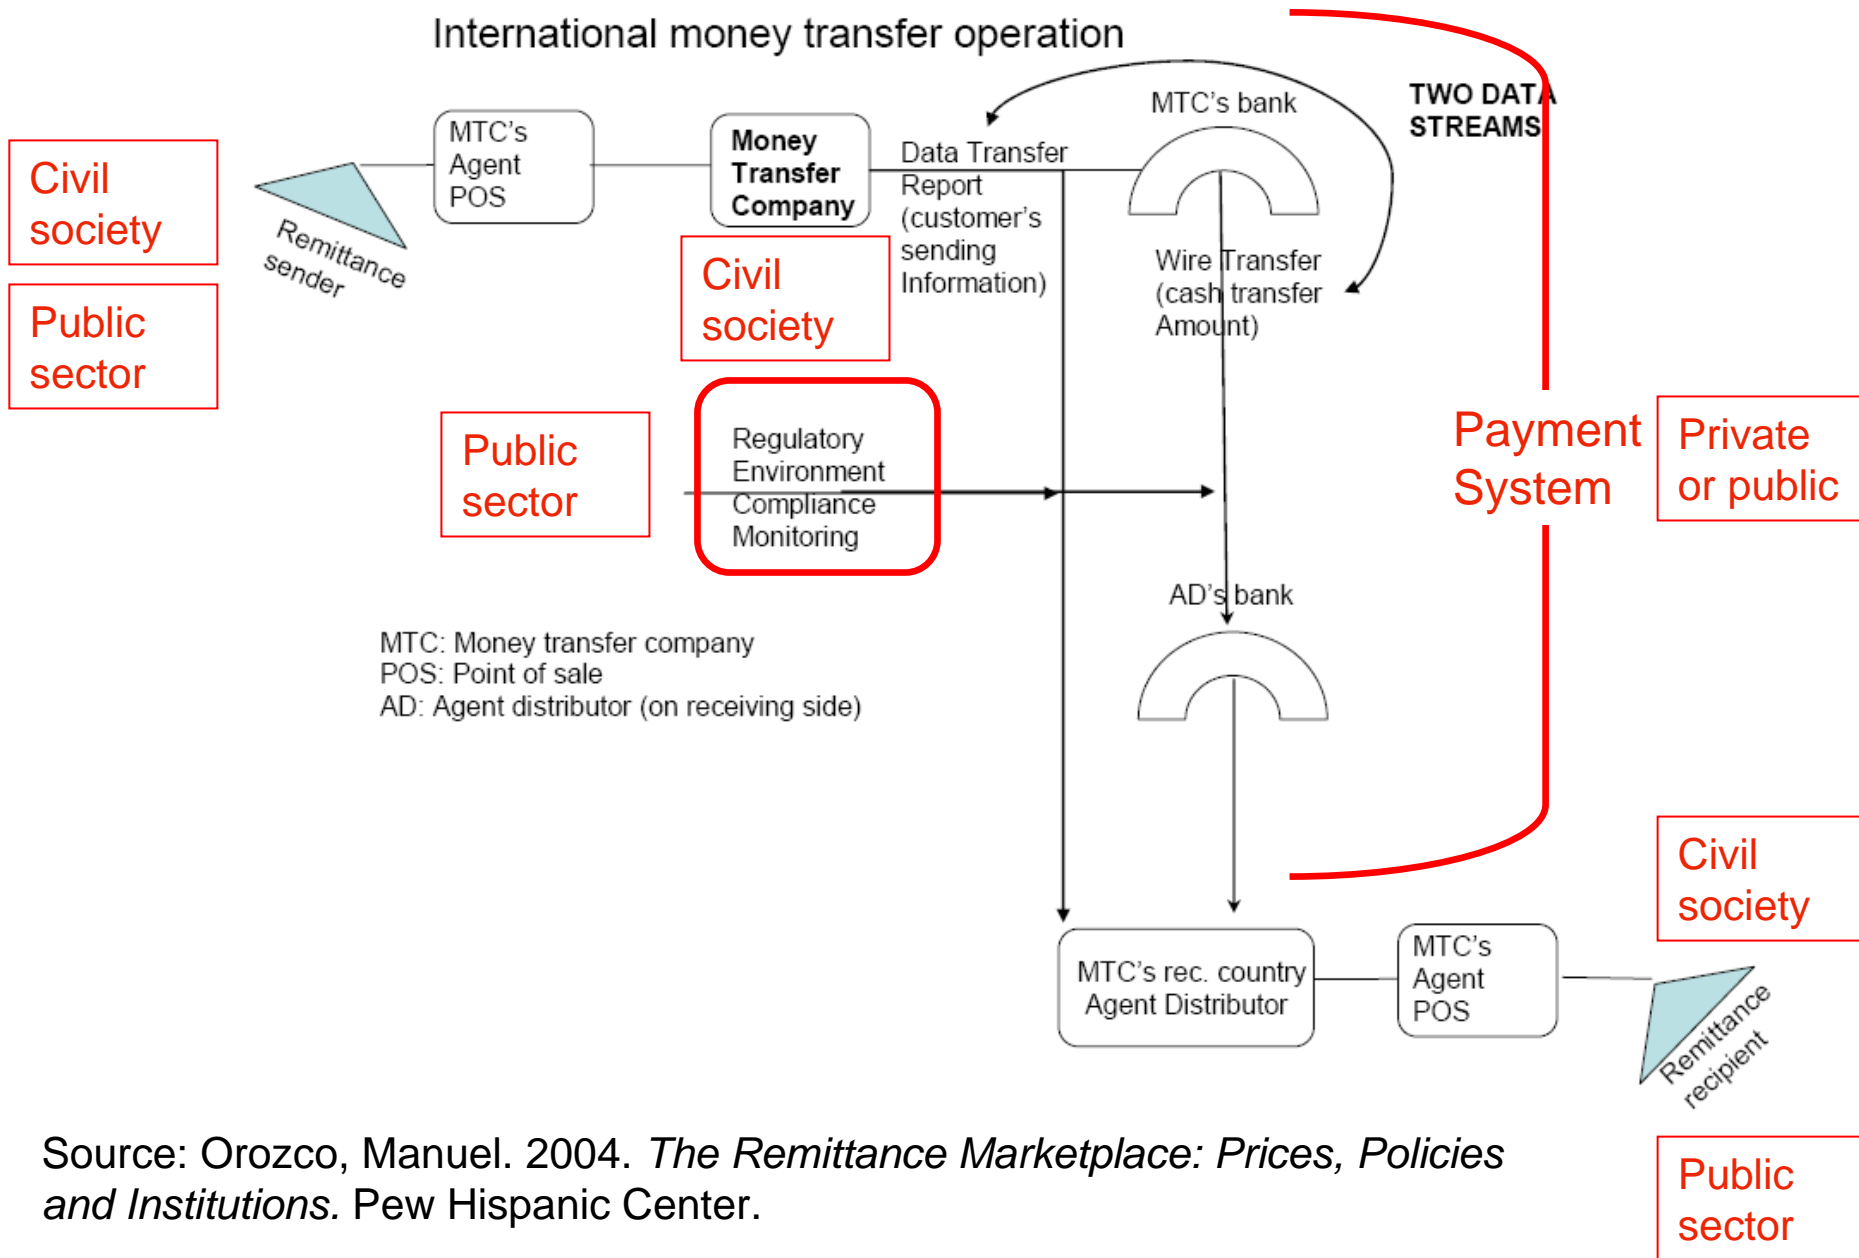 International money transfer operation
TWO DATA
STREAMS
MTC's bank
MTC's
Agent
POS
Money
Transfer
Company
Data Transfer
Report
(customer's
sending
Information)
Civil
society
Remittance
sender
Public
sector
Civil
society
Wire Transfer
(cash transfer
Amount)
Public
sector
Regulatory
Environment
Compliance
Monitoring
Payment
System
Private
or public
AD's bank
MTC: Money transfer company
POS: Point of sale
AD: Agent distributor (on receiving side)
Civil
society
MTC's rec. country
Agent Distributor
MTC's
Agent
POS
Remittance
recipient
Source: Orozco, Manuel. 2004. The Remittance Marketplace: Prices, Policies
and Institutions. Pew Hispanic Center.
Public
sector